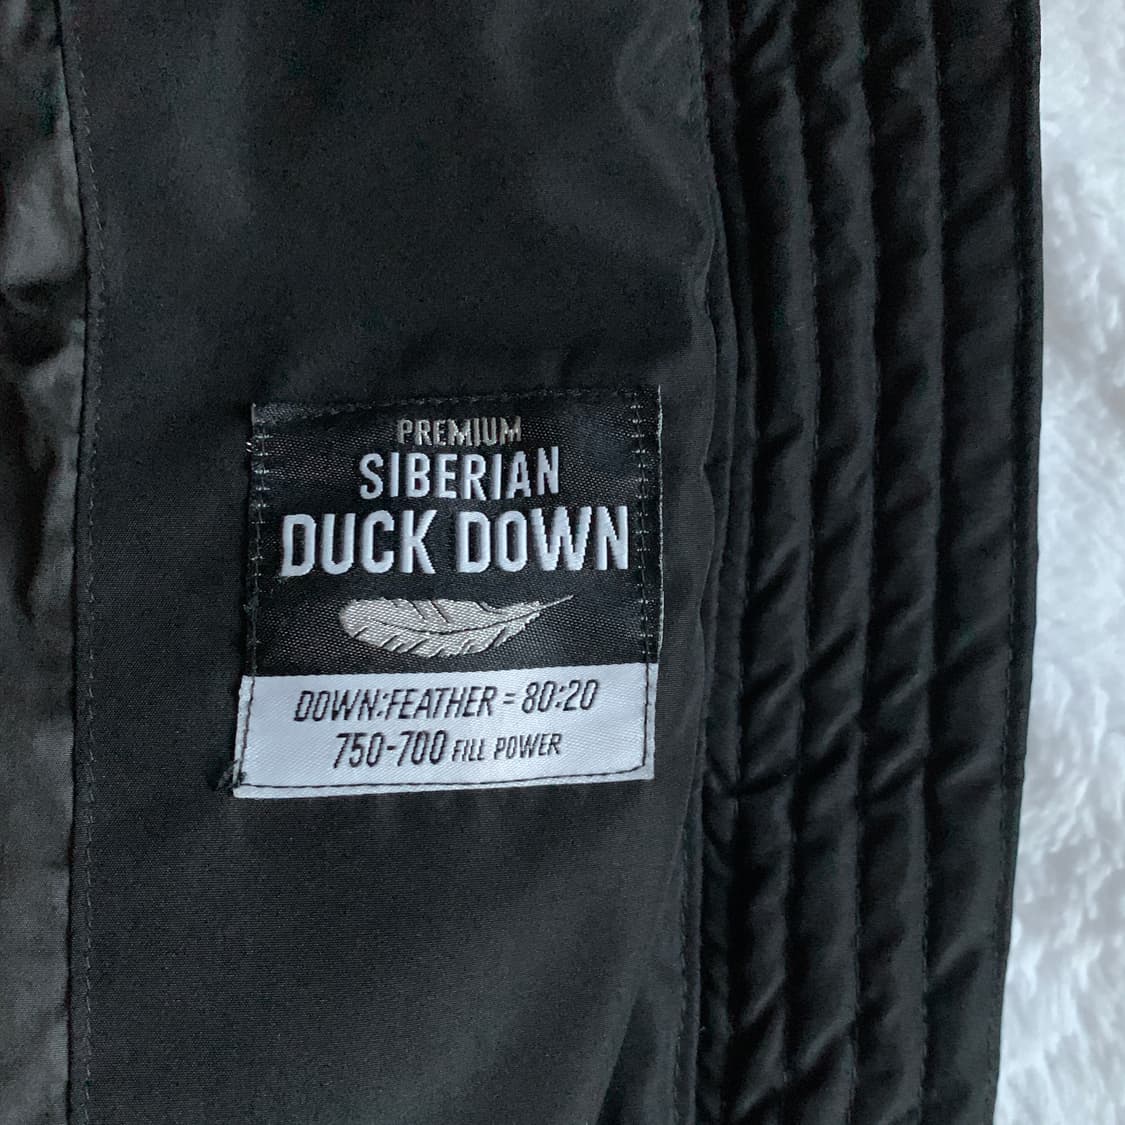 PREMIUM
SIBERIAN
DUCK DOWN
DOWN:FEATHER = 80:20
750-700 FILL POWER